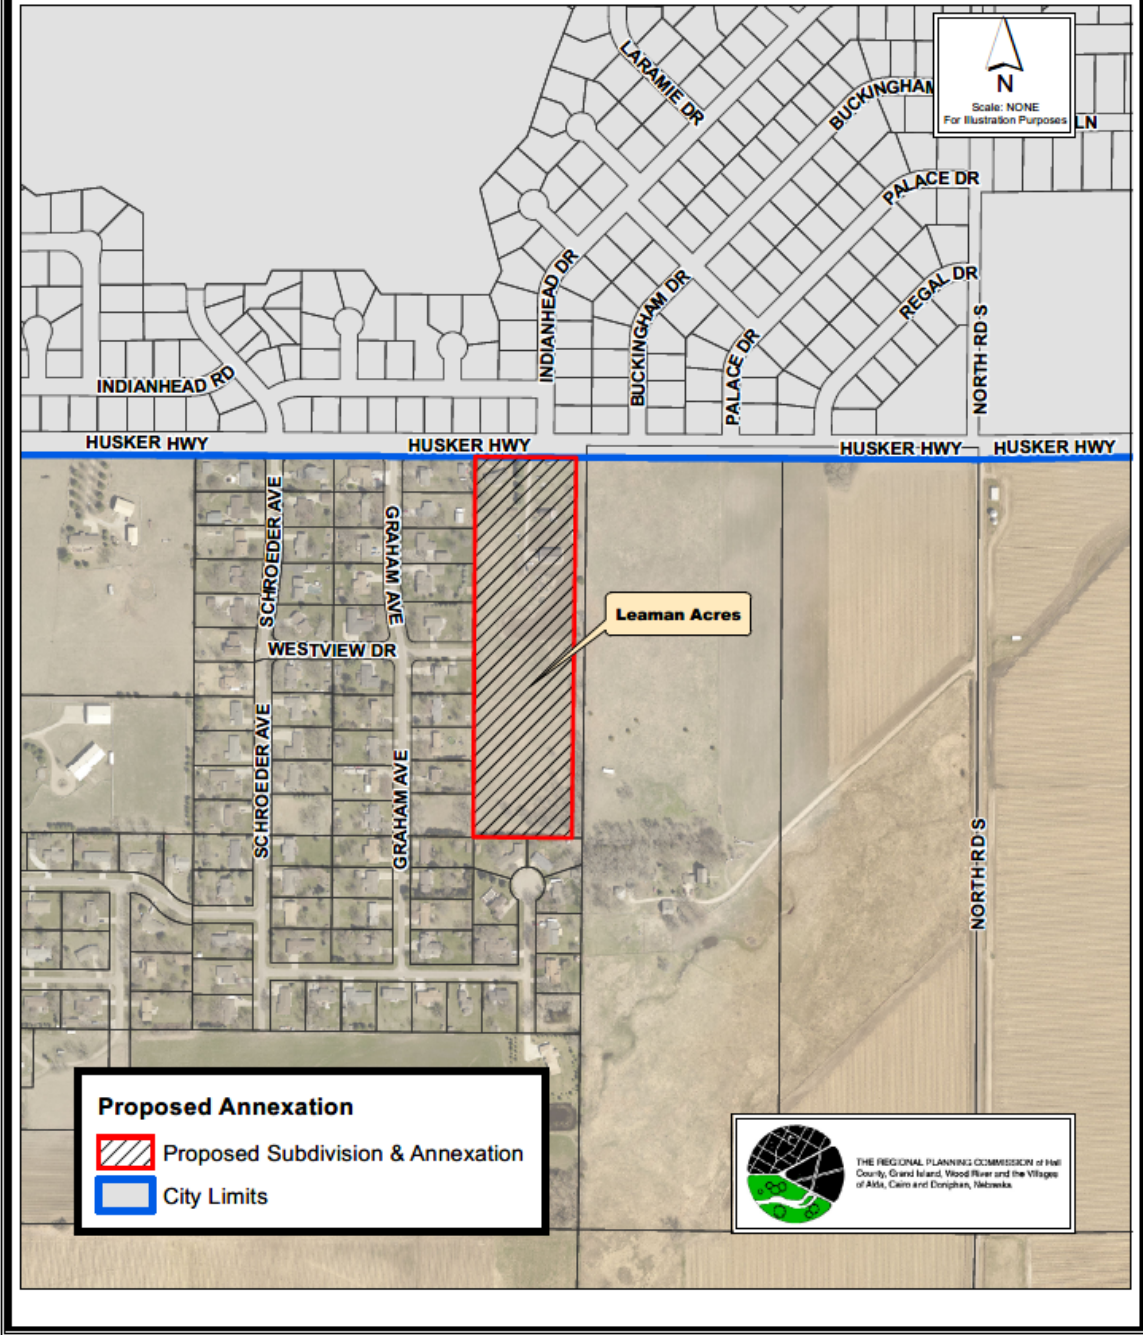 LARAMIE DR
BUCKINGHAM
N
Scale: NONE
For Illustration Purposes
LN
PALACE DR
REGAL DR
INDIANHEAD DR
BUCKINGHAM DR
PALACE DR
NORTH RD S
INDIANHEAD RD
HUSKER HWY
HUSKER HWY
HUSKER HWY
HUSKER HWY
SCHROEDER AVE
GRAHAM AVE
Leaman Acres
WESTVIEW DR
SCHROEDER AVE
GRAHAM AVE
NORTH RD S
Proposed Annexation
Proposed Subdivision & Annexation
City Limits
THE REGIONAL PLANNING COMMISSION of Hall
County, Grand Island, Wood River and the Villages
of Alda, Cairo and Doniphan, Nebraska